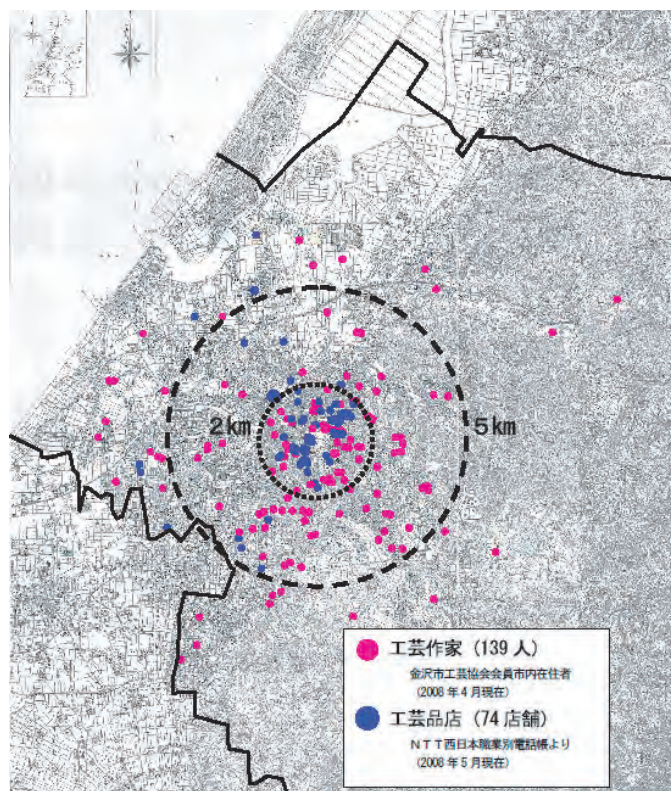 2km
5km
工芸作家（139人）
金沢市工芸協会会員市内在住者
（2008年4月現在）
工芸品店（74店舗）
ＮＴＴ西日本職業別電話帳より
（2008年5月現在）